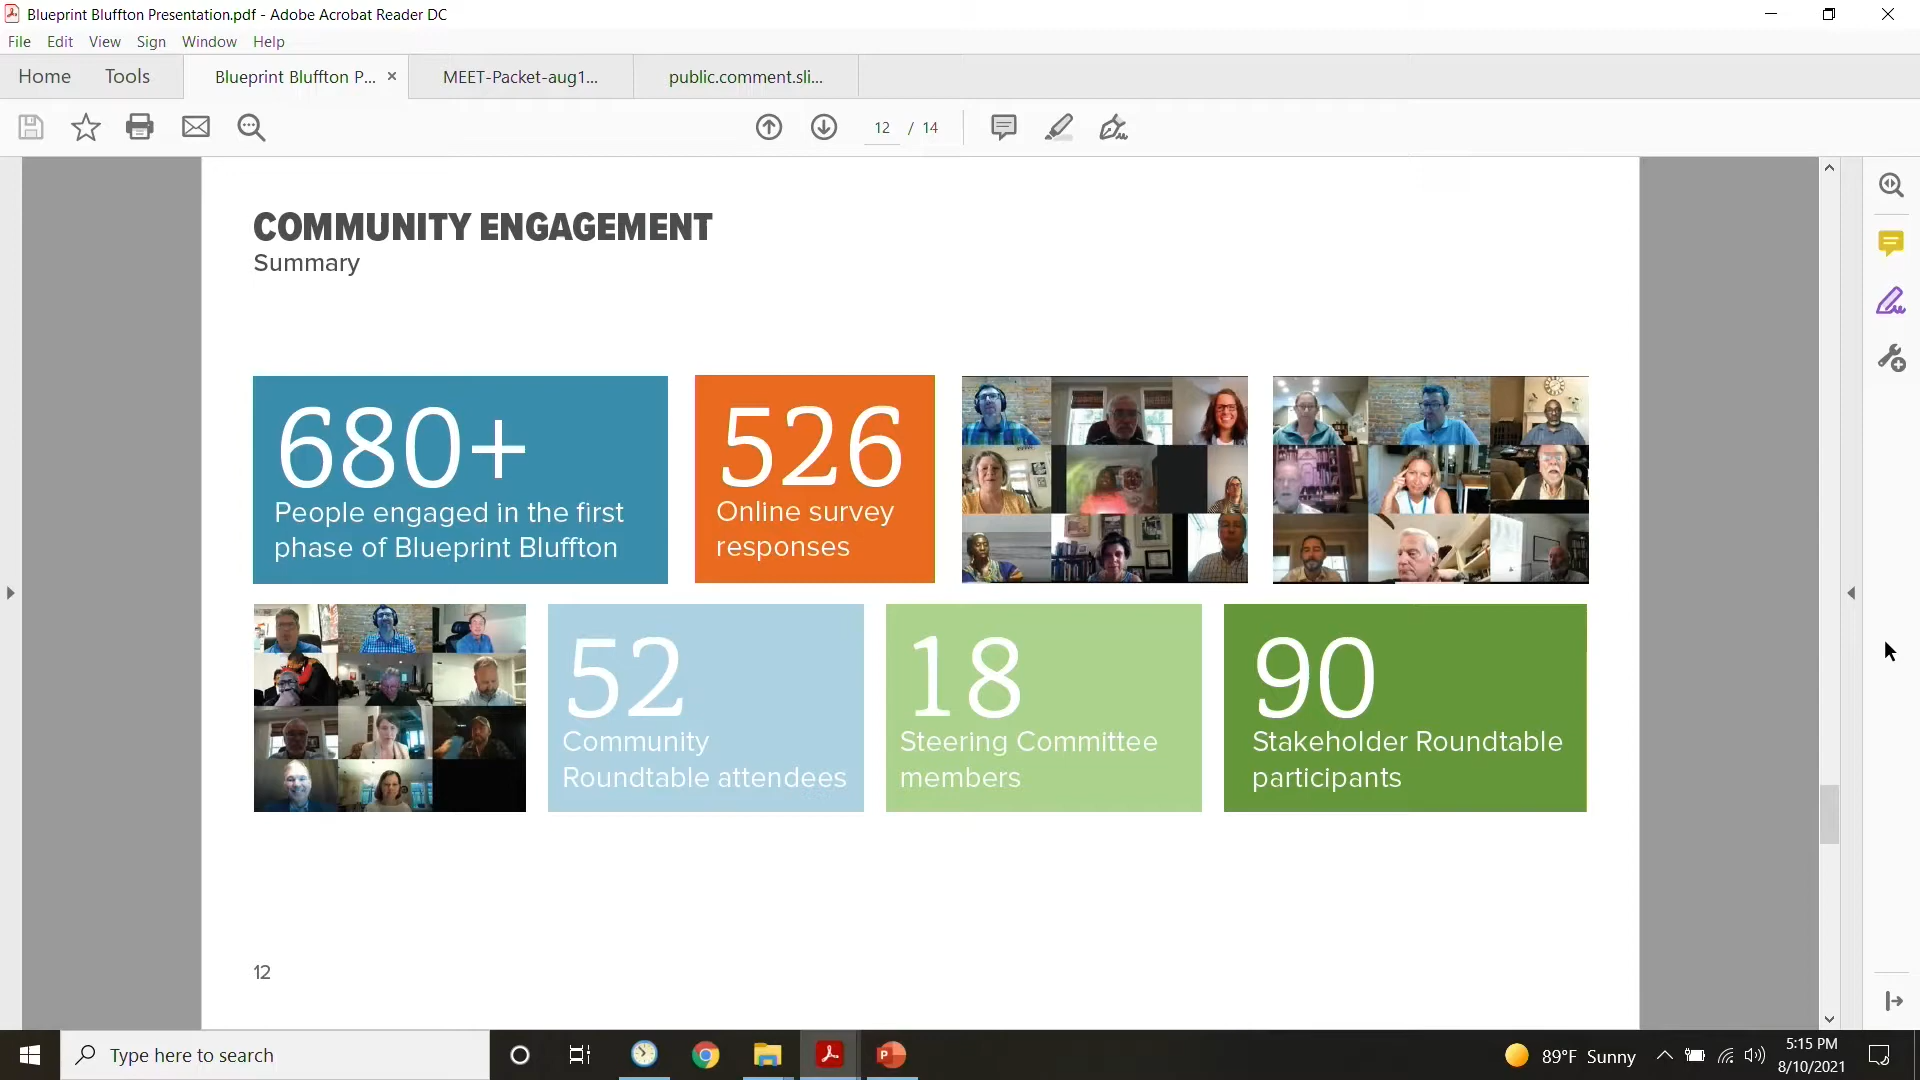 Blueprint Bluffton Presentation.pdf - Adobe Acrobat Reader DC
File Edit View Sign Window Help
Home Tools Blueprint Bluffton P... MEET-Packet-aug1... public.comment.sli...
12 / 14
COMMUNITY ENGAGEMENT
Summary
680+
People engaged in the first
phase of Blueprint Bluffton
526
Online survey
responses
52
Community
Roundtable attendees
18
Steering Committee
members
90
Stakeholder Roundtable
participants
12
Type here to search
89°F Sunny
5:15 PM
8/10/2021